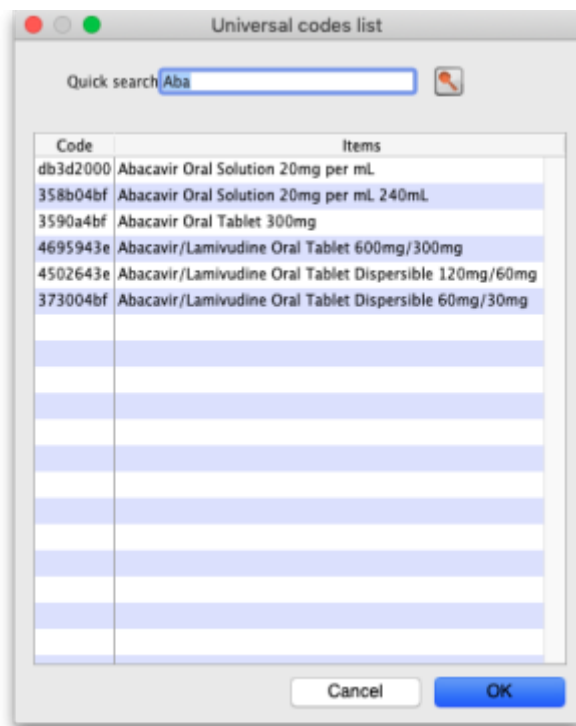 Universal codes list
Quick search Aba
Code Items
db3d2000 Abacavir Oral Solution 20mg per mL
358b04bf Abacavir Oral Solution 20mg per mL 240mL
3590a4bf Abacavir Oral Tablet 300mg
4695943e Abacavir/Lamivudine Oral Tablet 600mg/300mg
4502643e Abacavir/Lamivudine Oral Tablet Dispersible 120mg/60mg
373004bf Abacavir/Lamivudine Oral Tablet Dispersible 60mg/30mg
Cancel OK